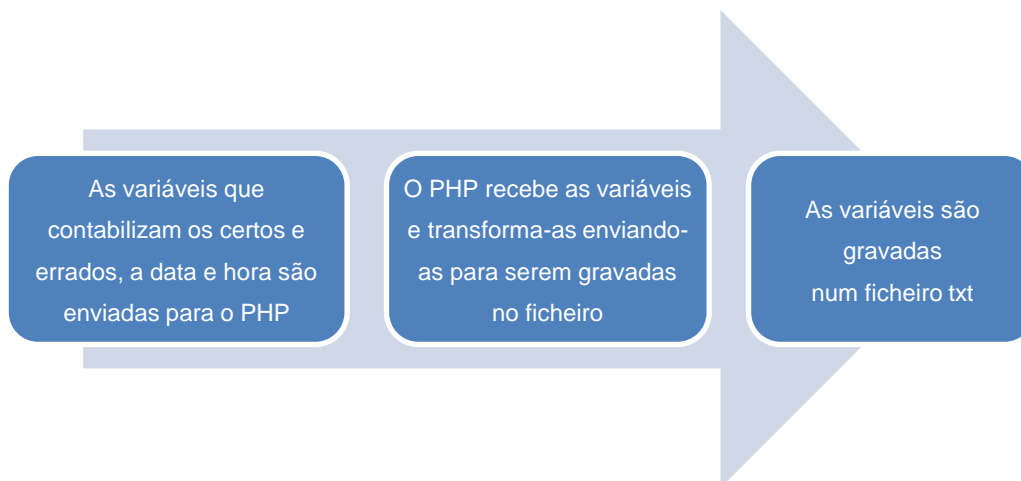 As variáveis que
contabilizam os certos e
errados, a data e hora são
enviadas para o PHP
O PHP recebe as variáveis
e transforma-as enviando-
as para serem gravadas
no ficheiro
As variáveis são
gravadas
num ficheiro txt